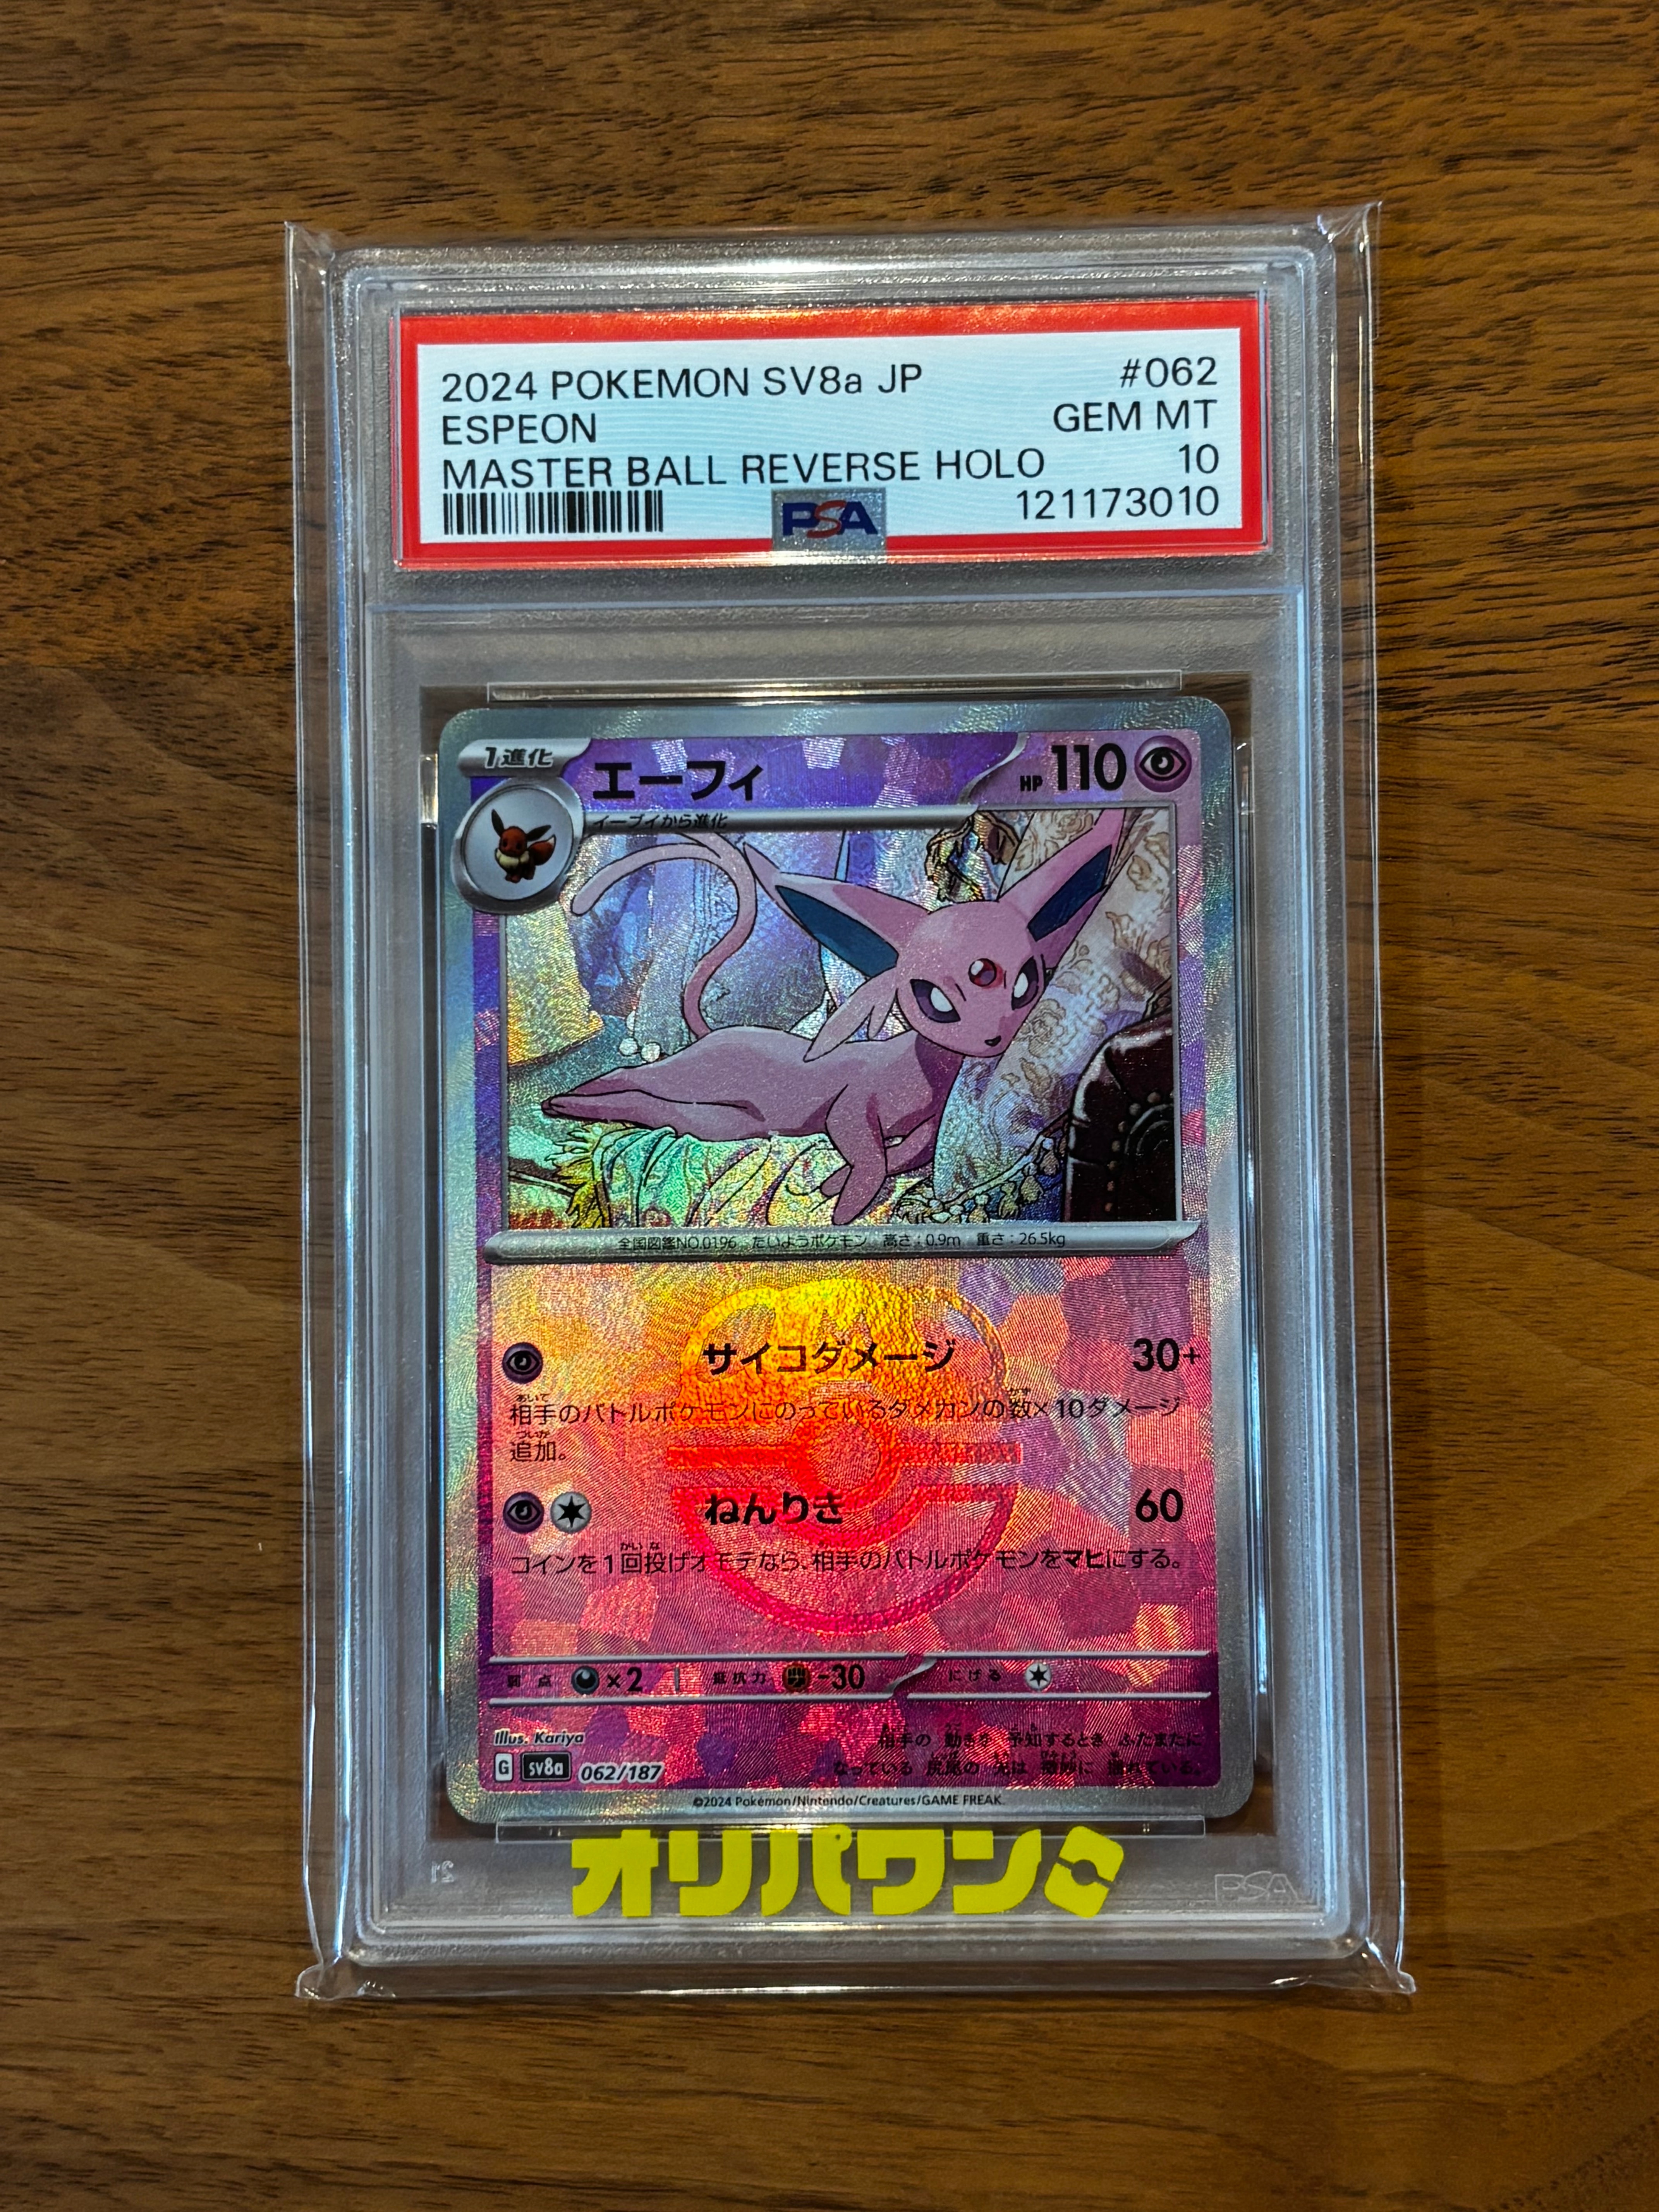 2024 POKEMON SV8a JP #062
ESPEON GEM MT
MASTER BALL REVERSE HOLO 10
PSA 121173010
1進化 エーフィ HP 110
イーブイから進化
全国図鑑NO.0196 たいようポケモン 高さ:0.9m 重さ:26.5kg
サイコダメージ 30+
相手のバトルポケモンにのっているダメカンの数×10ダメージ
追加。
ねんりき 60
コインを1回投げオモテなら、相手のバトルポケモンをマヒにする。
弱点 ×2 抵抗力 -30 にげる
Illus. Kariya
相手の 動きを 予知するとき ふたまたに
G sv8a 062/187
なっている 尻尾の 先は 微妙に 揺れている。
©2024 Pokémon/Nintendo/Creatures/GAME FREAK.
オリパワン
31 PSA